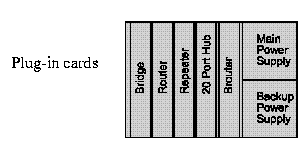 Plug-in cards
Bridge
Router
Repeater
20 Port Hub
Brouter
Main
Power
Supply
Backup
Power
Supply